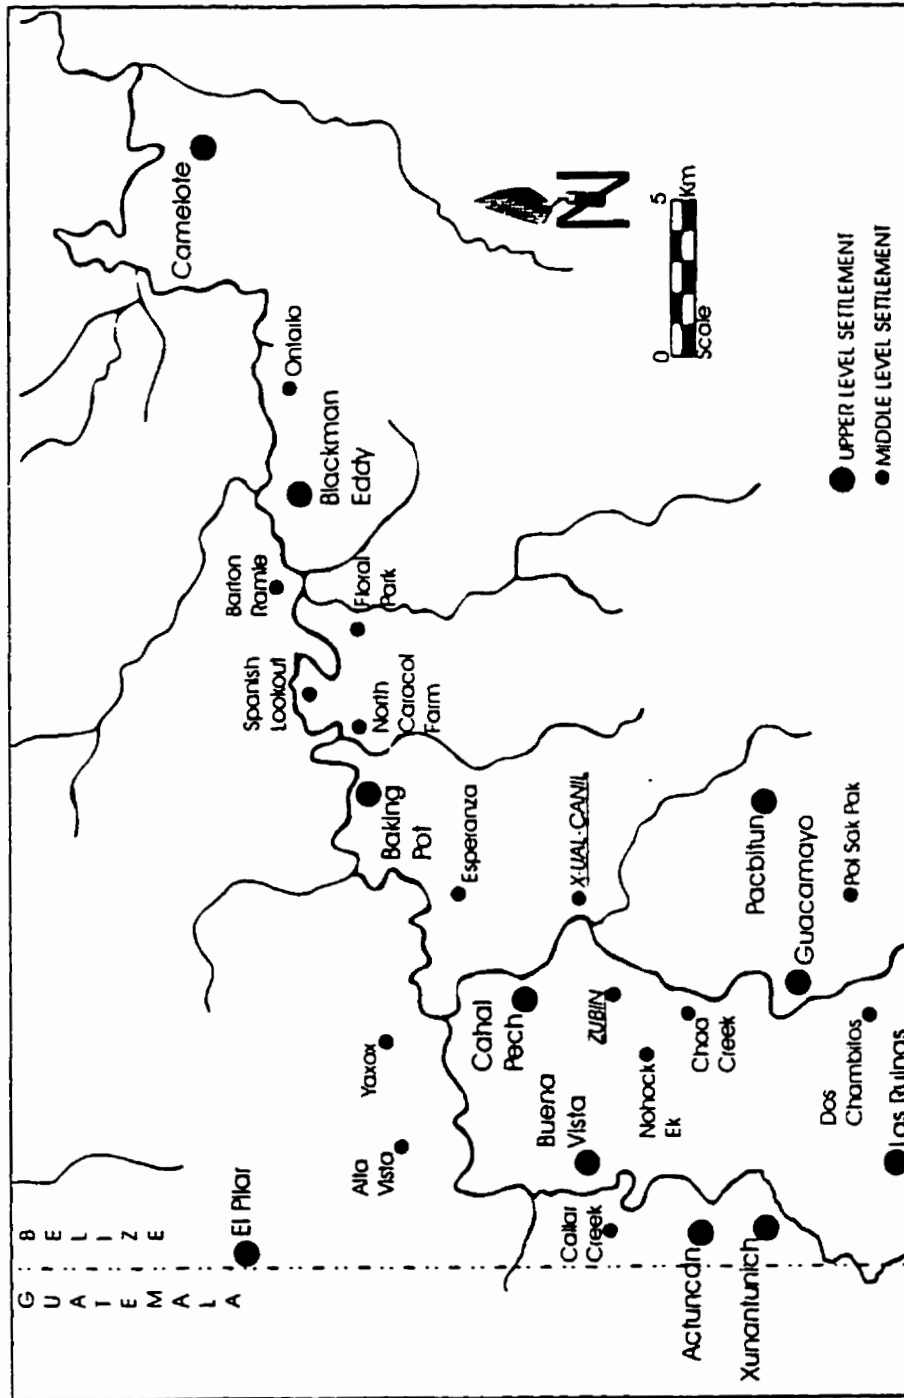 GUATEMALA
BELIZE
El Pilar
Alta
Vista
Yaxox
Callar
Creek
Buena
Vista
Cahal
Pech
Actuncan
Xunantunich
Nohock
Ek
ZUBIN
Chaa
Creek
Dos
Chambitos
Las Ruinas
Guacamayo
Pacbitun
Pol Sak Pak
X-UAL-CANIL
Esperanza
Baking
Pot
North
Caracol
Farm
Spanish
Lookout
Floral
Park
Barton
Ramie
Blackman
Eddy
Ontario
Camelote
N
0
5
Km
Scale
UPPER LEVEL SETTLEMENT
MIDDLE LEVEL SETTLEMENT